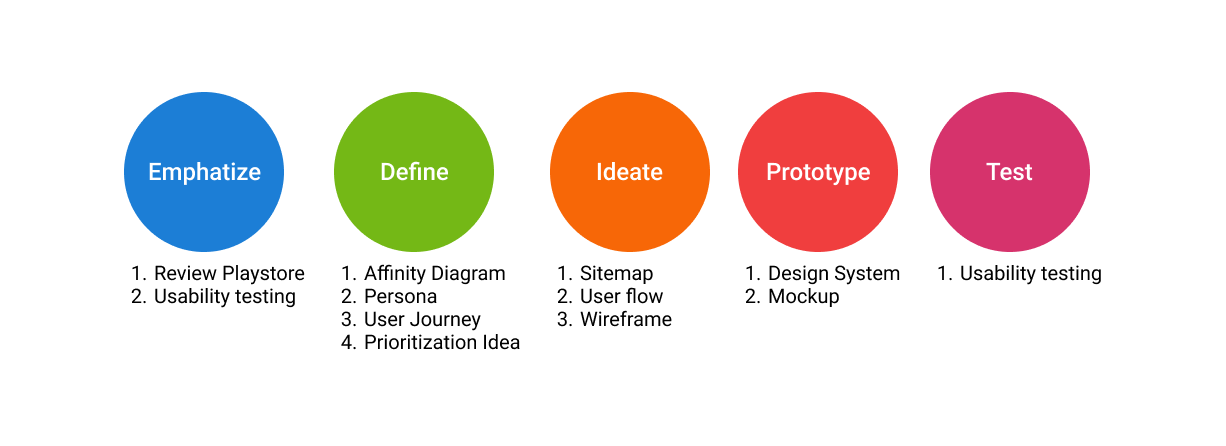 Emphatize
1. Review Playstore
2. Usability testing
Define
1. Affinity Diagram
2. Persona
3. User Journey
4. Prioritization Idea
Ideate
1. Sitemap
2. User flow
3. Wireframe
Prototype
1. Design System
2. Mockup
Test
1. Usability testing